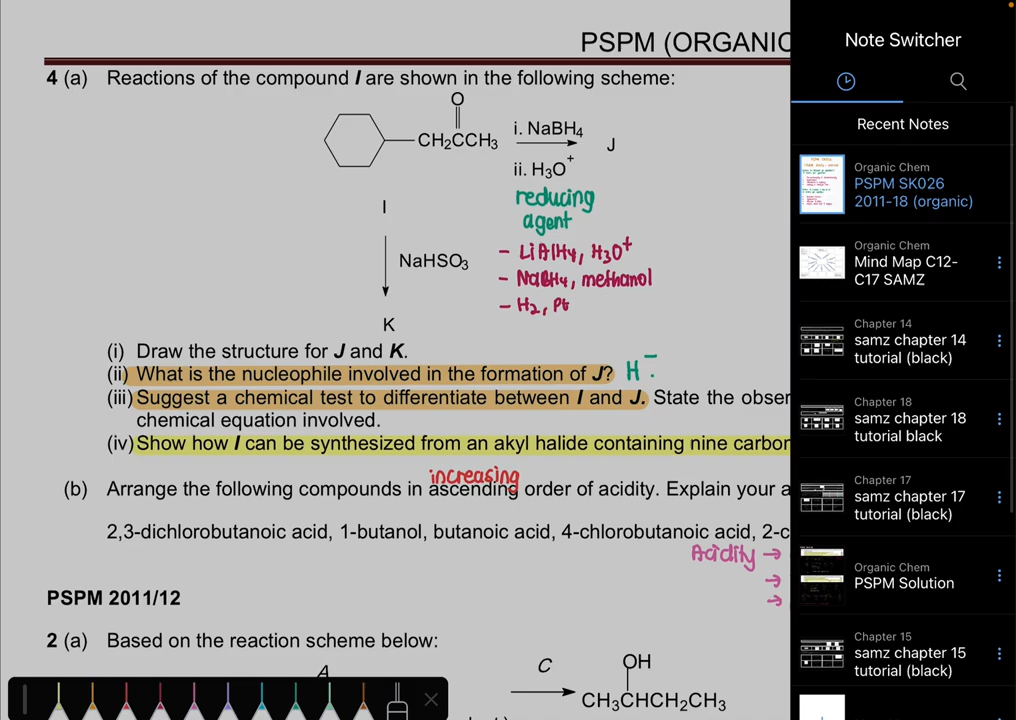 PSPM (ORGANIC
4 (a) Reactions of the compound I are shown in the following scheme:
O
CH2CCH3
i. NaBH4
ii. H3O+
J
reducing
agent
I
NaHSO3
- LiAlH4, H3O+
- NaBH4, methanol
- H2, Pt
K
(i) Draw the structure for J and K.
(ii) What is the nucleophile involved in the formation of J? H:-
(iii) Suggest a chemical test to differentiate between I and J. State the obser
chemical equation involved.
(iv) Show how I can be synthesized from an akyl halide containing nine carbon
increasing
(b) Arrange the following compounds in ascending order of acidity. Explain your a
2,3-dichlorobutanoic acid, 1-butanol, butanoic acid, 4-chlorobutanoic acid, 2-c
Acidity →
→
→
PSPM 2011/12
2 (a) Based on the reaction scheme below:
A
C
OH
CH3CHCH2CH3
Note Switcher
Recent Notes
Organic Chem
PSPM SK026
2011-18 (organic)
Organic Chem
Mind Map C12-
C17 SAMZ
Chapter 14
samz chapter 14
tutorial (black)
Chapter 18
samz chapter 18
tutorial black
Chapter 17
samz chapter 17
tutorial (black)
Organic Chem
PSPM Solution
Chapter 15
samz chapter 15
tutorial (black)